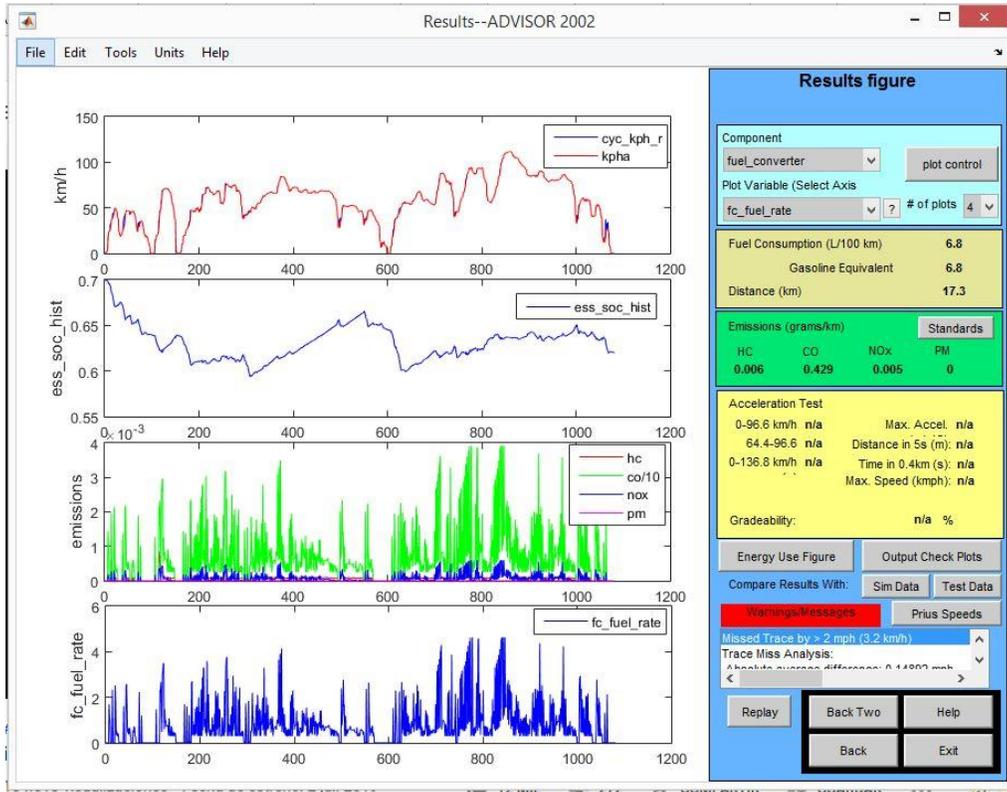 Results--ADVISOR 2002
File Edit Tools Units Help
150
100
50
0
km/h
cyc_kph_r
kpha
0 200 400 600 800 1000 1200
0.7
0.65
0.6
0.55
ess_soc_hist
ess_soc_hist
0 200 400 600 800 1000 1200
×10⁻³
4
3
2
1
0
emissions
hc
co/10
nox
pm
0 200 400 600 800 1000 1200
6
4
2
0
fc_fuel_rate
fc_fuel_rate
0 200 400 600 800 1000 1200
Results figure
Component
fuel_converter
plot control
Plot Variable (Select Axis
fc_fuel_rate ? # of plots 4
Fuel Consumption (L/100 km) 6.8
Gasoline Equivalent 6.8
Distance (km) 17.3
Emissions (grams/km) Standards
HC CO NOx PM
0.006 0.429 0.005 0
Acceleration Test
0-96.6 km/h n/a Max. Accel. n/a
64.4-96.6 n/a Distance in 5s (m): n/a
0-136.8 km/h n/a Time in 0.4km (s): n/a
Max. Speed (kmph): n/a
Gradeability: n/a %
Energy Use Figure Output Check Plots
Compare Results With: Sim Data Test Data
Warnings/Messages Prius Speeds
Missed Trace by > 2 mph (3.2 km/h)
Trace Miss Analysis:
Absolute average difference: 0.14892 mph
Replay Back Two Help
Back Exit